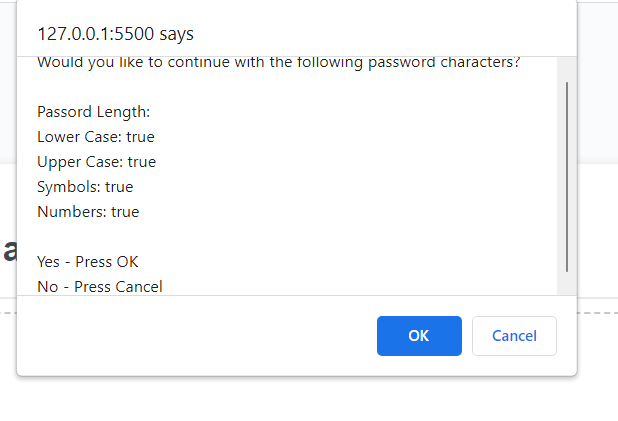 127.0.0.1:5500 says
Would you like to continue with the following password characters?
Passord Length:
Lower Case: true
Upper Case: true
Symbols: true
Numbers: true
a
Yes - Press OK
No - Press Cancel
OK
Cancel